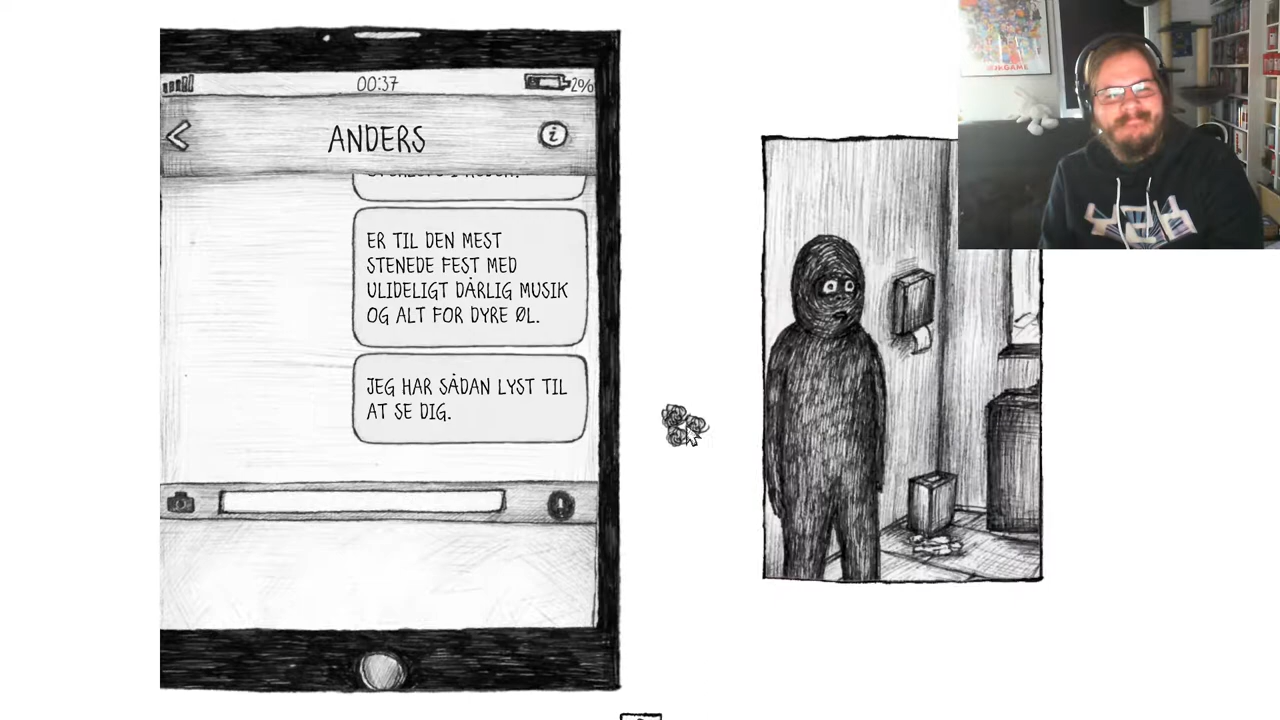 00:37
2%
ANDERS
ER TIL DEN MEST
STENEDE FEST MED
ULIDELIGT DÅRLIG MUSIK
OG ALT FOR DYRE ØL.
JEG HAR SÅDAN LYST TIL
AT SE DIG.